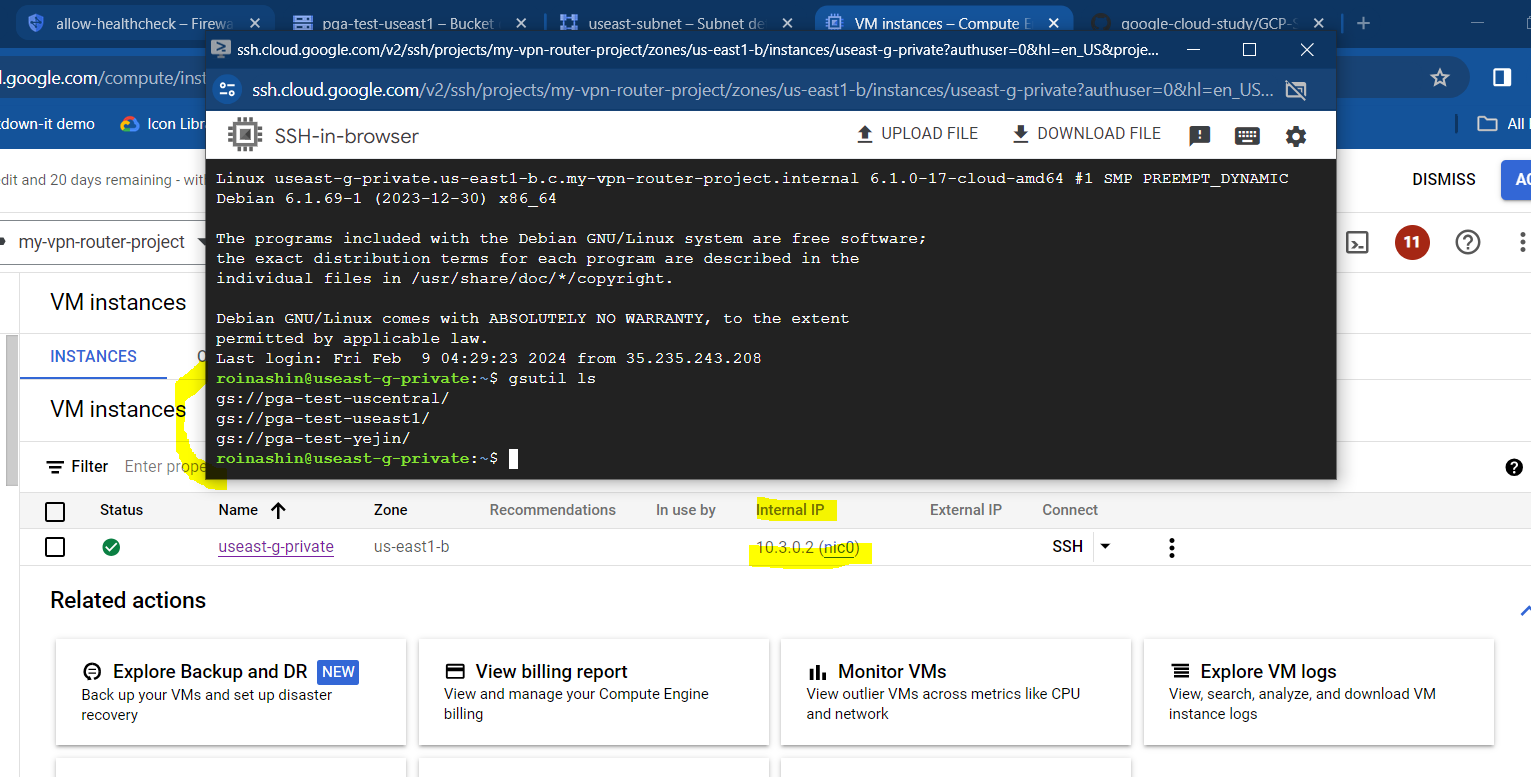 allow-healthcheck – Firewa
pga-test-useast1 – Bucket
useast-subnet – Subnet de
VM instances – Compute E
google-cloud-study/GCP-S
ssh.cloud.google.com/v2/ssh/projects/my-vpn-router-project/zones/us-east1-b/instances/useast-g-private?authuser=0&hl=en_US&proje...
l.google.com/compute/inst
ssh.cloud.google.com/v2/ssh/projects/my-vpn-router-project/zones/us-east1-b/instances/useast-g-private?authuser=0&hl=en_US...
kdown-it demo
Icon Libra
All
SSH-in-browser
UPLOAD FILE
DOWNLOAD FILE
edit and 20 days remaining - with
DISMISS
AC
Linux useast-g-private.us-east1-b.c.my-vpn-router-project.internal 6.1.0-17-cloud-amd64 #1 SMP PREEMPT_DYNAMIC
Debian 6.1.69-1 (2023-12-30) x86_64
my-vpn-router-project
11
The programs included with the Debian GNU/Linux system are free software;
the exact distribution terms for each program are described in the
individual files in /usr/share/doc/*/copyright.
VM instances
Debian GNU/Linux comes with ABSOLUTELY NO WARRANTY, to the extent
permitted by applicable law.
Last login: Fri Feb  9 04:29:23 2024 from 35.235.243.208
INSTANCES
roinashin@useast-g-private:~$ gsutil ls
gs://pga-test-uscentral/
gs://pga-test-useast1/
gs://pga-test-yejin/
roinashin@useast-g-private:~$
VM instances
Filter
Enter prope
Status
Name
Zone
Recommendations
In use by
Internal IP
External IP
Connect
useast-g-private
us-east1-b
10.3.0.2 (nic0)
SSH
Related actions
Explore Backup and DR NEW
Back up your VMs and set up disaster
recovery
View billing report
View and manage your Compute Engine
billing
Monitor VMs
View outlier VMs across metrics like CPU
and network
Explore VM logs
View, search, analyze, and download VM
instance logs